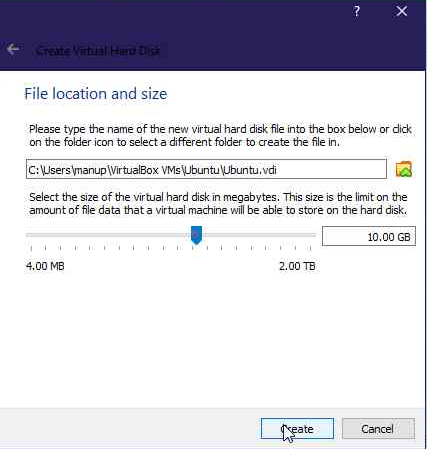 ?
Create Virtual Hard Disk
File location and size
Please type the name of the new virtual hard disk file into the box below or click
on the folder icon to select a different folder to create the file in.
C:\Users\manup\VirtualBox VMs\Ubuntu\Ubuntu.vdi
Select the size of the virtual hard disk in megabytes. This size is the limit on the
amount of file data that a virtual machine will be able to store on the hard disk.
10.00 GB
4.00 MB 2.00 TB
Create Cancel